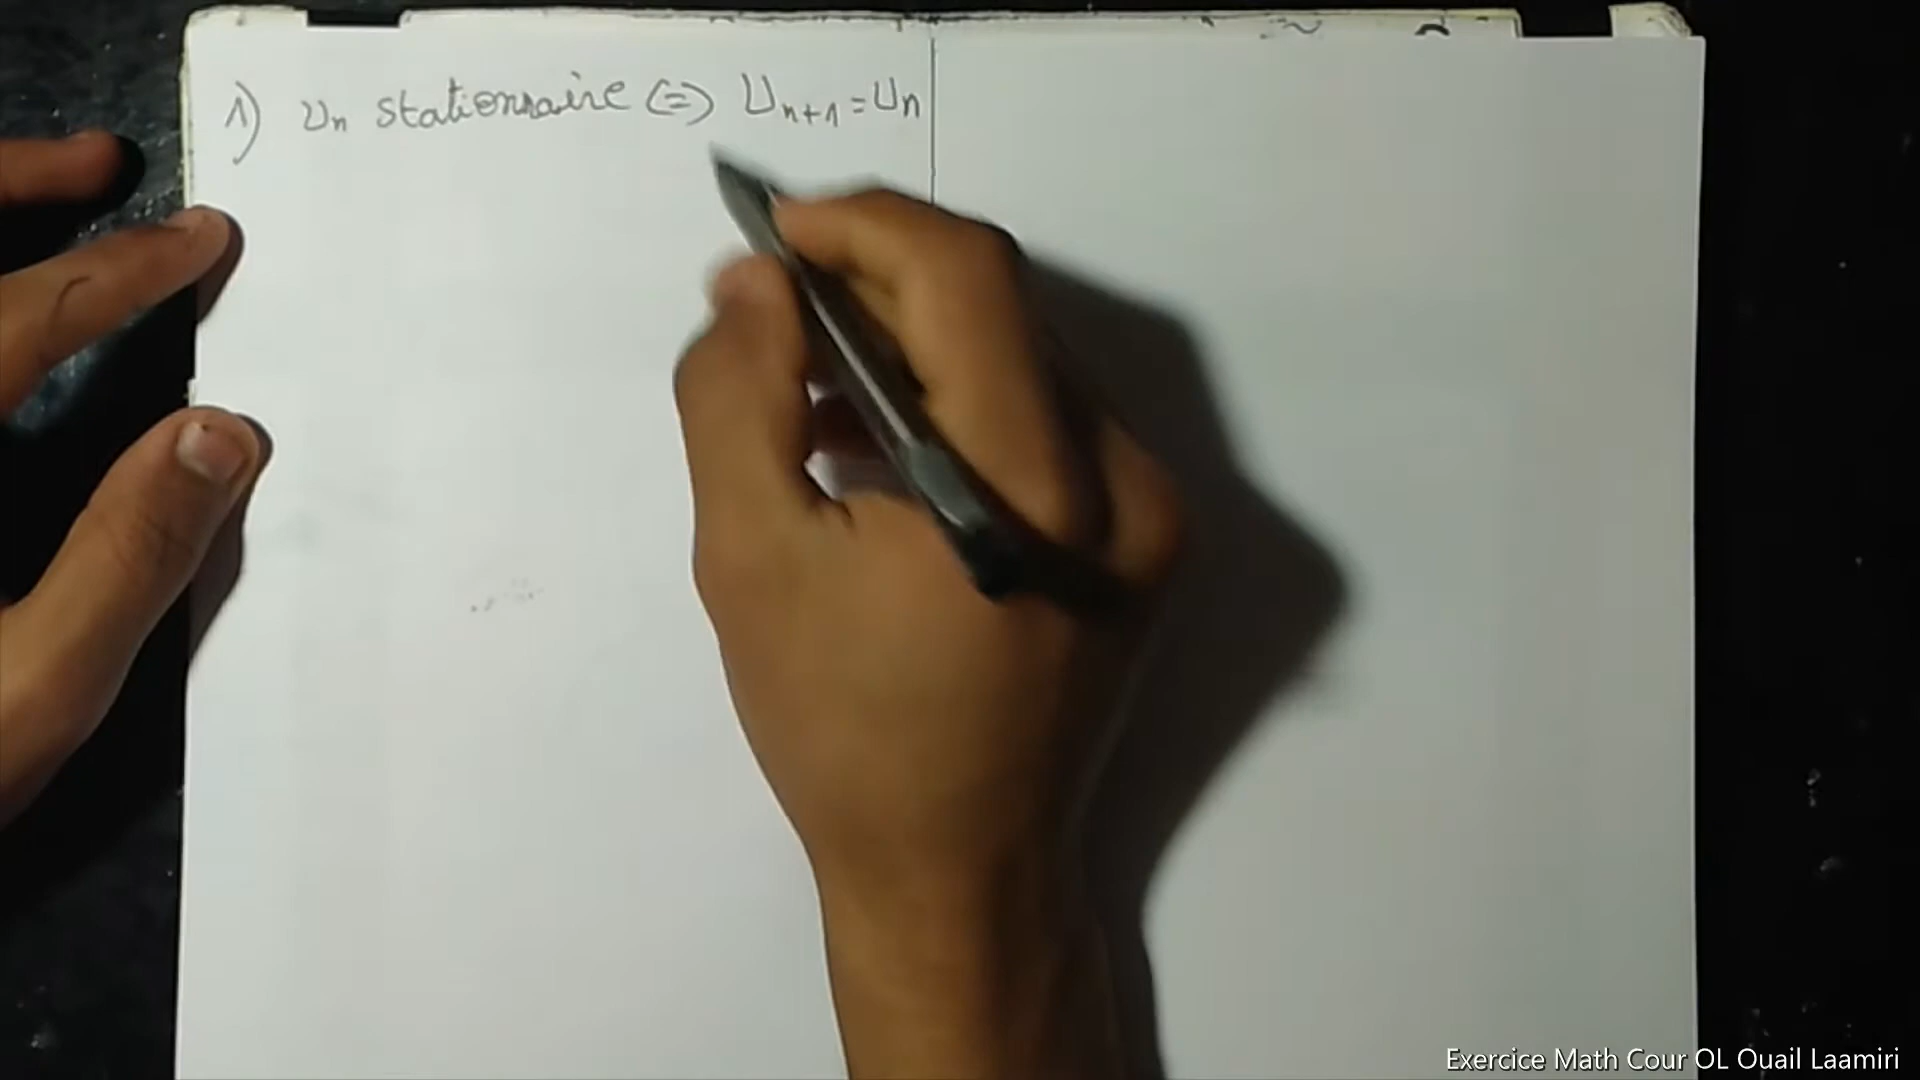 1) Un stationnaire (=) Un+1 = Un
Exercice Math Cour OL Ouail Laamiri